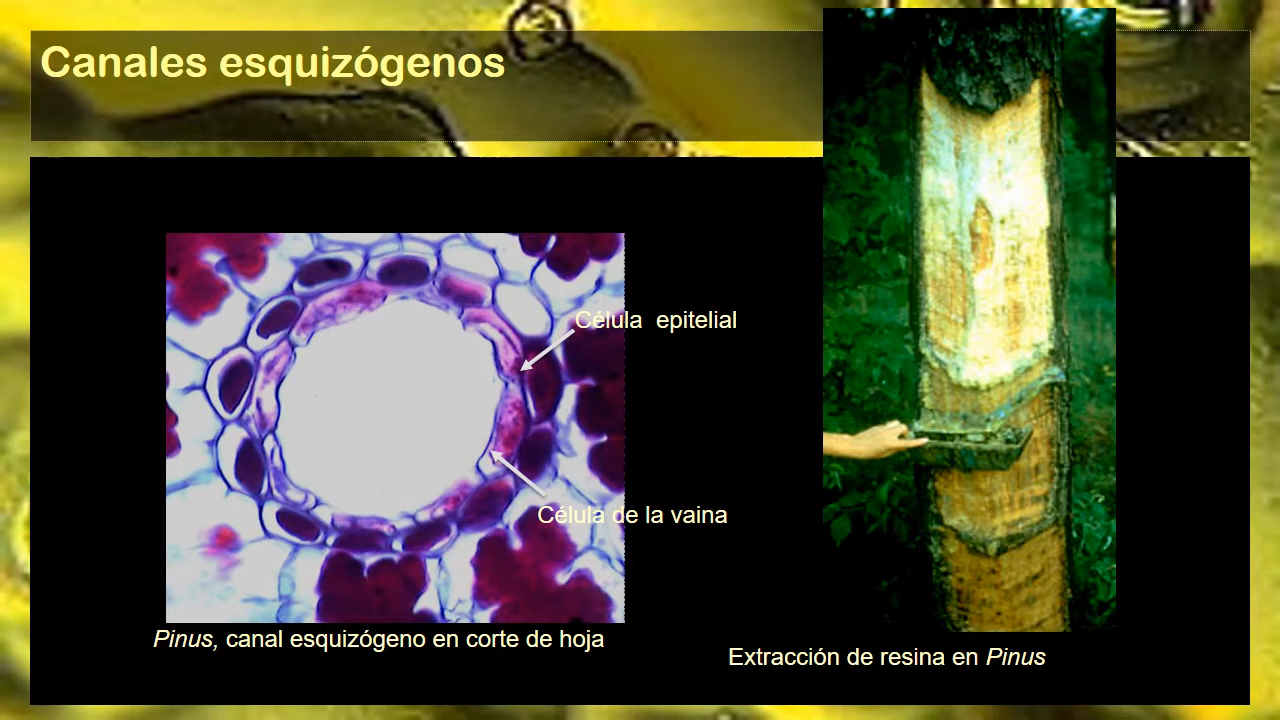 Canales esquizógenos
Célula epitelial
Célula de la vaina
Pinus, canal esquizógeno en corte de hoja
Extracción de resina en Pinus